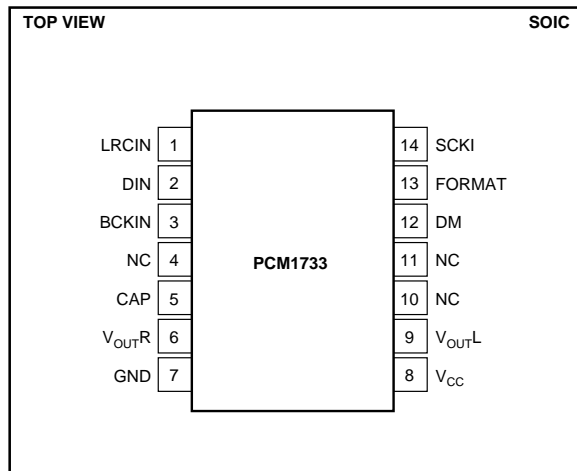 TOP VIEW SOIC
LRCIN 1 14 SCKI
DIN 2 13 FORMAT
BCKIN 3 12 DM
NC 4 11 NC
PCM1733
CAP 5 10 NC
VOUTR 6 9 VOUTL
GND 7 8 VCC